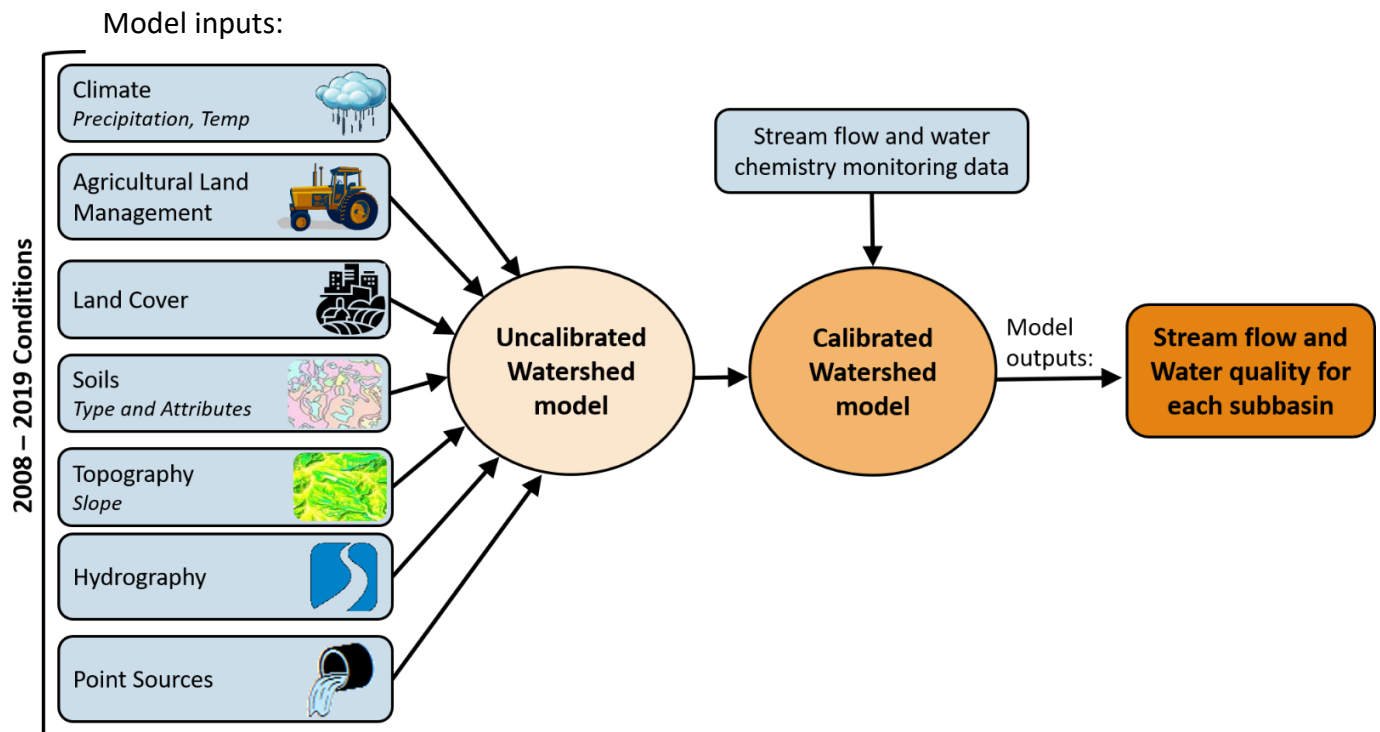 Model inputs:
2008 – 2019 Conditions
Climate
Precipitation, Temp
Agricultural Land
Management
Land Cover
Soils
Type and Attributes
Topography
Slope
Hydrography
Point Sources
Uncalibrated
Watershed
model
Stream flow and water
chemistry monitoring data
Calibrated
Watershed
model
Model
outputs:
Stream flow and
Water quality for
each subbasin